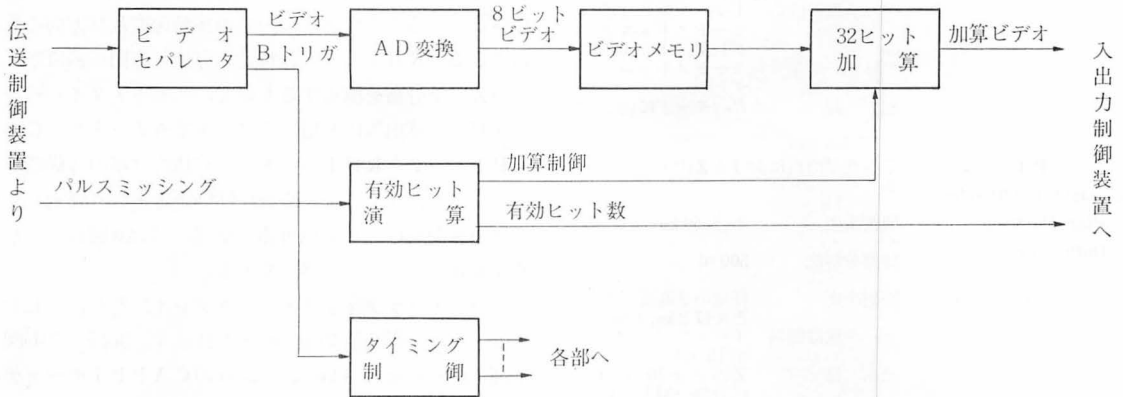 伝送制御装置より
ビデオ
セパレータ
ビデオ
Bトリガ
AD変換
8ビット
ビデオ
ビデオメモリ
32ヒット
加算
加算ビデオ
入出力制御装置へ
パルスミッシング
有効ヒット
演算
加算制御
有効ヒット数
タイミング
制御
各部へ